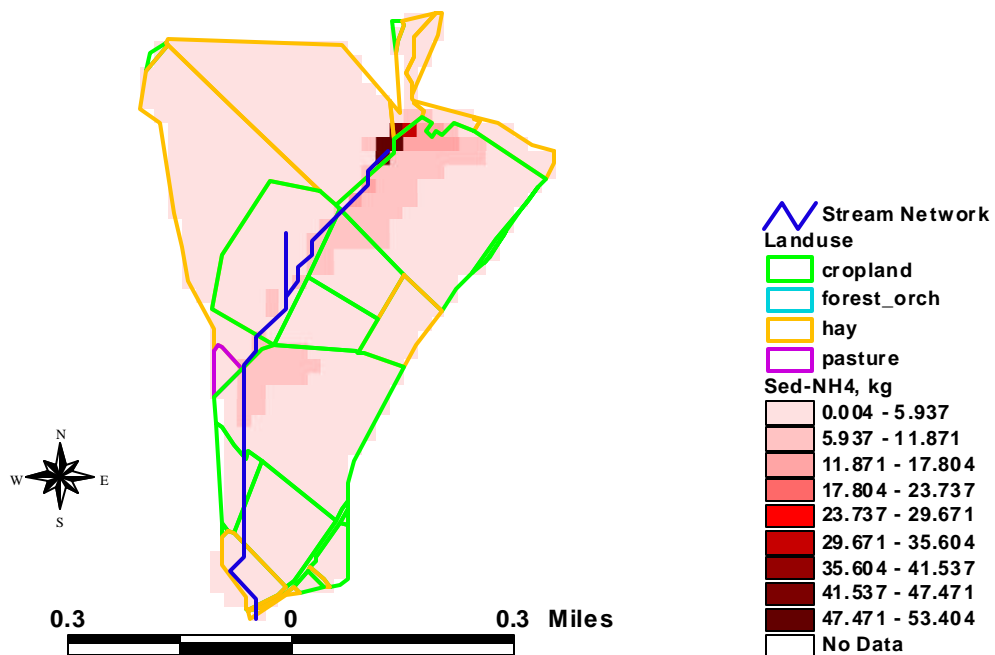 Stream Network
Landuse
cropland
forest_orch
hay
pasture
Sed-NH4, kg
0.004 - 5.937
5.937 - 11.871
11.871 - 17.804
17.804 - 23.737
23.737 - 29.671
29.671 - 35.604
35.604 - 41.537
41.537 - 47.471
47.471 - 53.404
No Data
N
W E
S
0.3 0 0.3 Miles